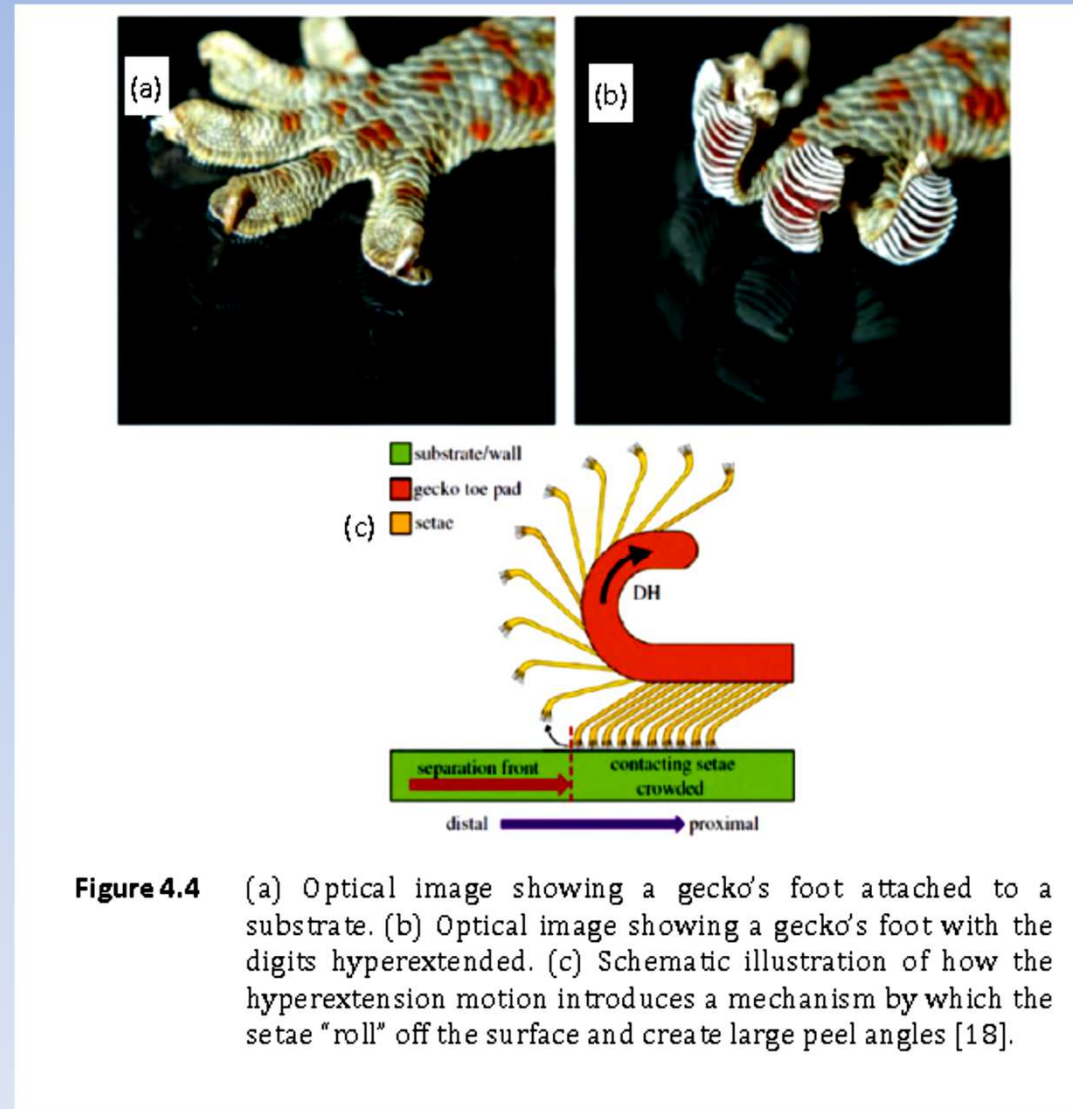 (a)
(b)
substrate/wall
gecko toe pad
(c)
setae
DH
separation front
contacting setae
crowded
distal
proximal
Figure 4.4 (a) Optical image showing a gecko's foot attached to a
substrate. (b) Optical image showing a gecko's foot with the
digits hyperextended. (c) Schematic illustration of how the
hyperextension motion introduces a mechanism by which the
setae "roll" off the surface and create large peel angles [18].